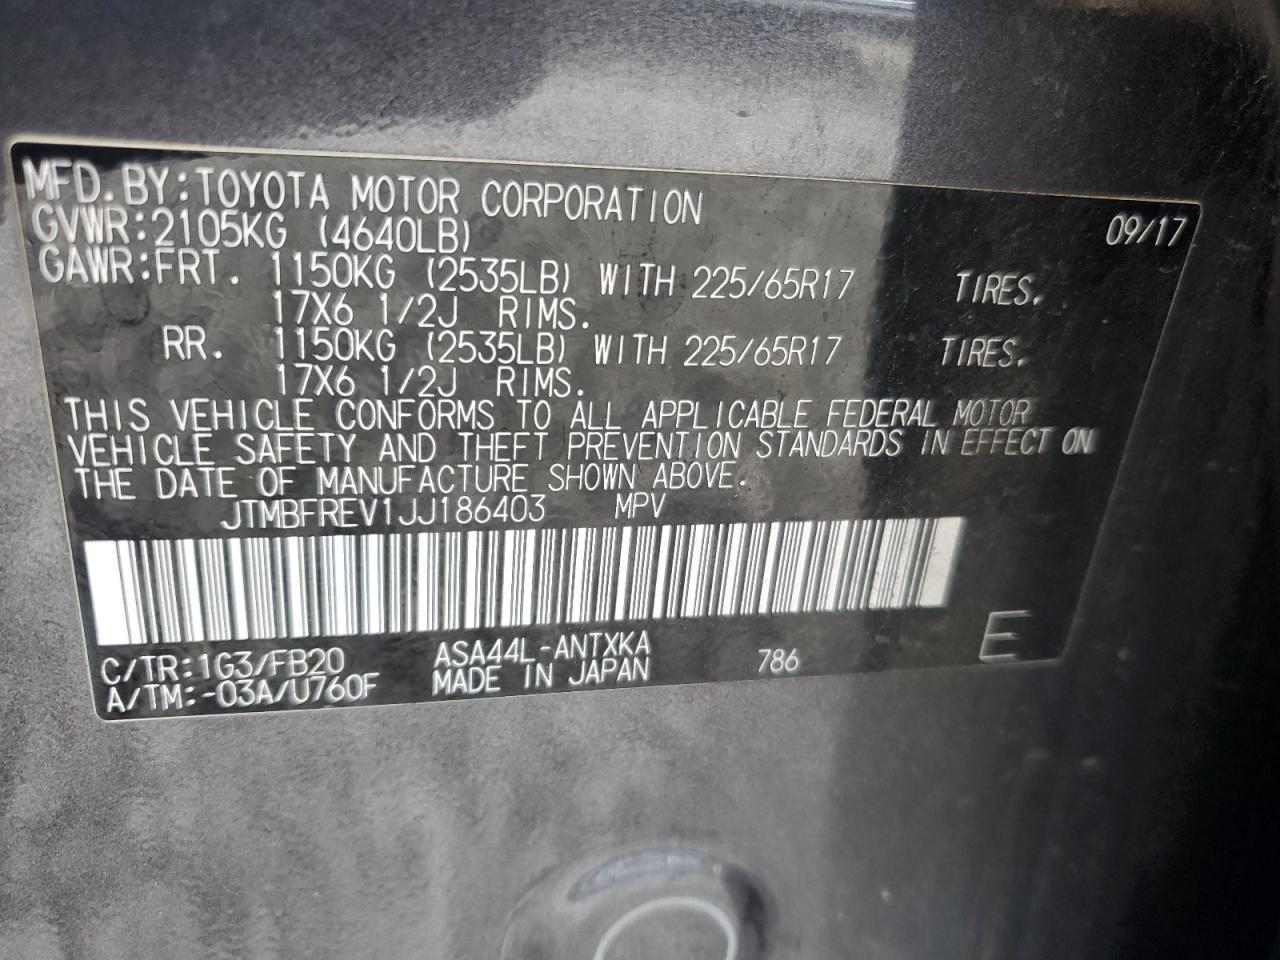 MFD.BY:TOYOTA MOTOR CORPORATION 09/17
GVWR:2105KG (4640LB)
GAWR:FRT. 1150KG (2535LB) WITH 225/65R17 TIRES.
17X6 1/2J RIMS.
RR. 1150KG (2535LB) WITH 225/65R17 TIRES.
17X6 1/2J RIMS.
THIS VEHICLE CONFORMS TO ALL APPLICABLE FEDERAL MOTOR
VEHICLE SAFETY AND THEFT PREVENTION STANDARDS IN EFFECT ON
THE DATE OF MANUFACTURE SHOWN ABOVE.
JTMBFREV1JJ186403 MPV
C/TR:1G3/FB20 ASA44L-ANTXKA 786 E
A/TM:-03A/U760F MADE IN JAPAN